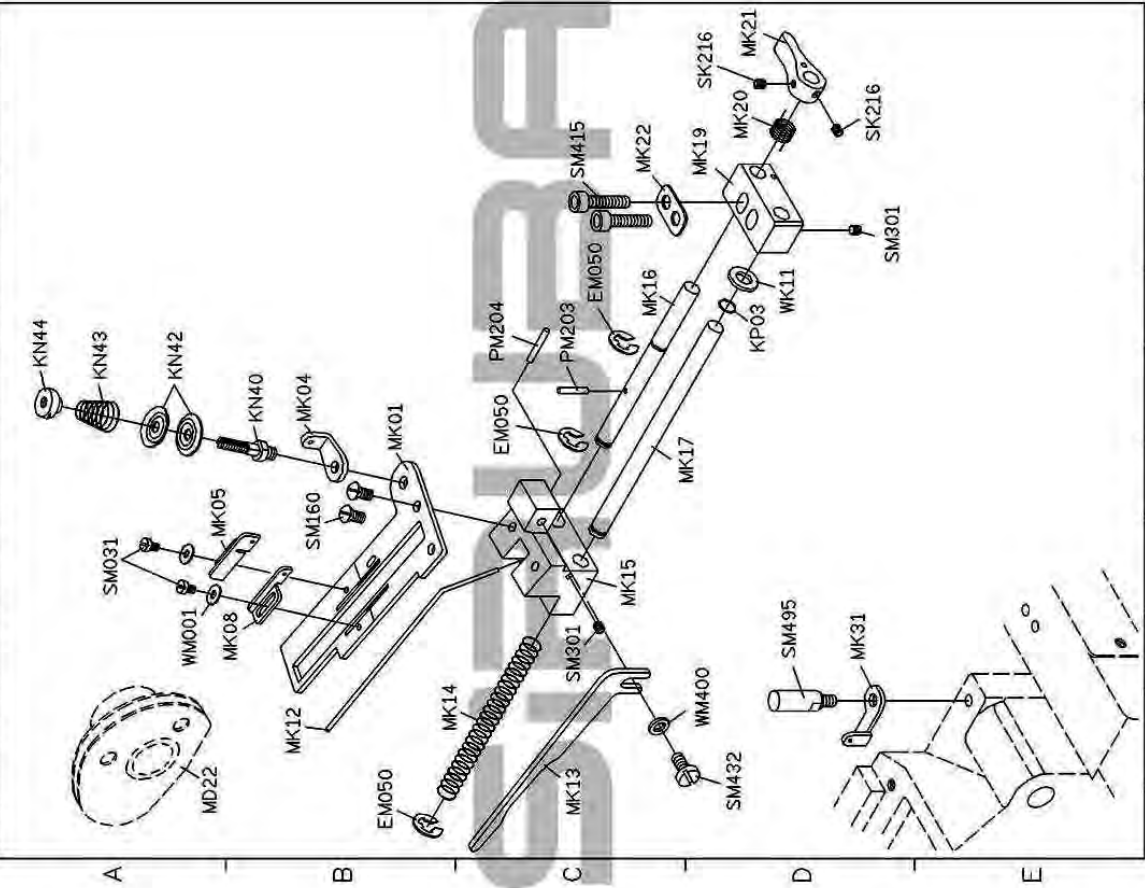 A
B
C
D
E
SIRUBA
KN44
KN43
KN42
KN40
MK04
MK01
SM031
MK05
SM160
WM001
MK08
MD22
MK12
MK14
EM050
MK13
SM301
MK15
WM400
SM432
EM050
PM204
PM203
EM050
MK16
MK17
KP03
WK11
SM415
MK22
MK19
MK20
SK216
MK21
SK216
SM301
SM495
MK31